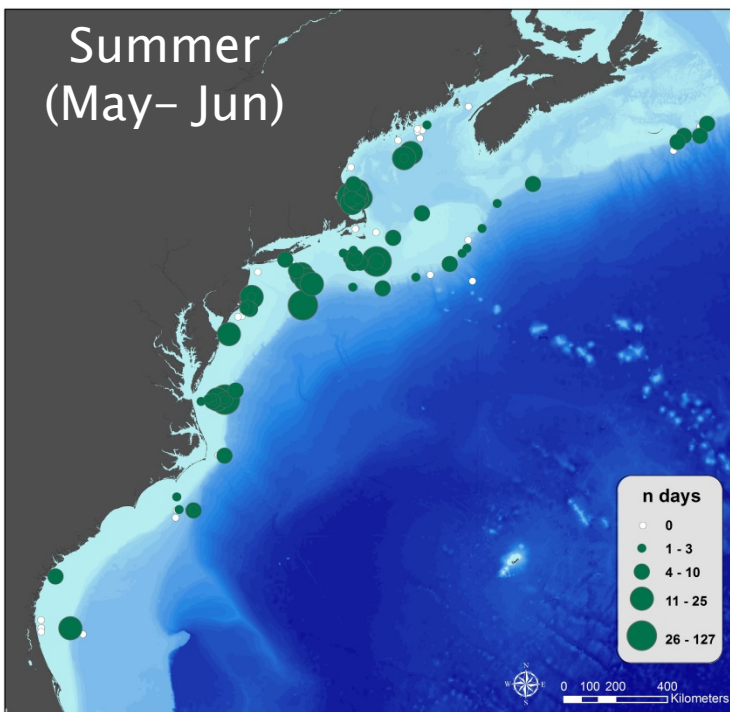 Summer
(May– Jun)
n days
0
1 - 3
4 - 10
11 - 25
26 - 127
N
W E
S
0 100 200 400
Kilometers